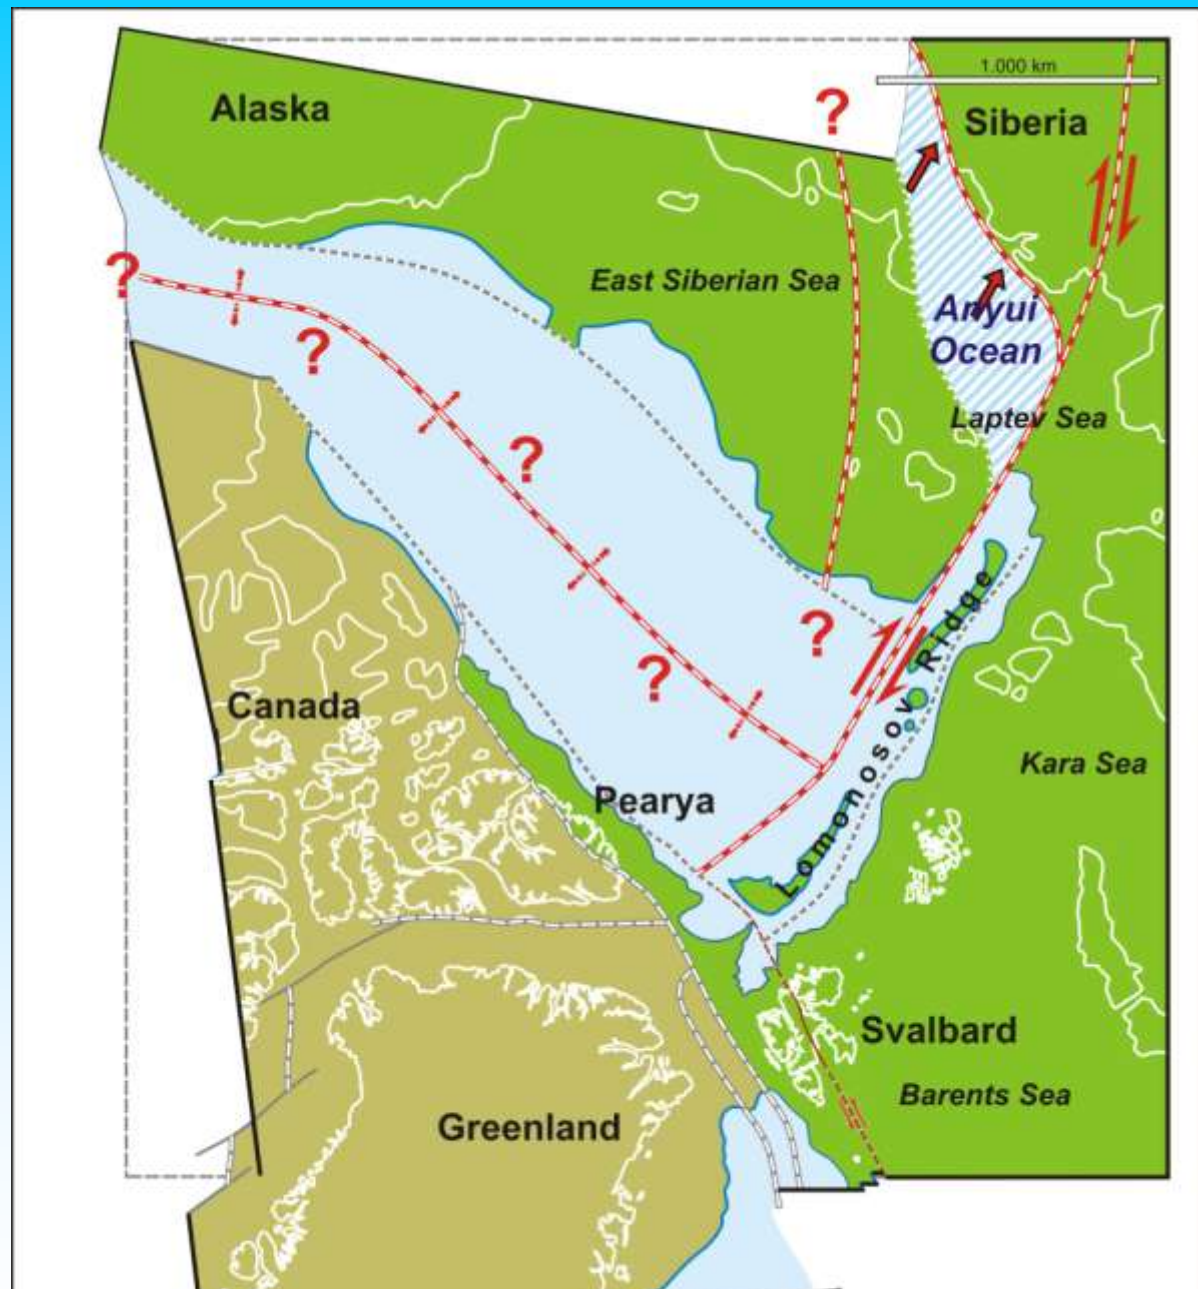 1.000 km
Alaska
?
Siberia
East Siberian Sea
?
Anyui
Ocean
?
Laptev Sea
?
Lomonosov Ridge
?
?
Canada
Kara Sea
Pearya
Svalbard
Barents Sea
Greenland